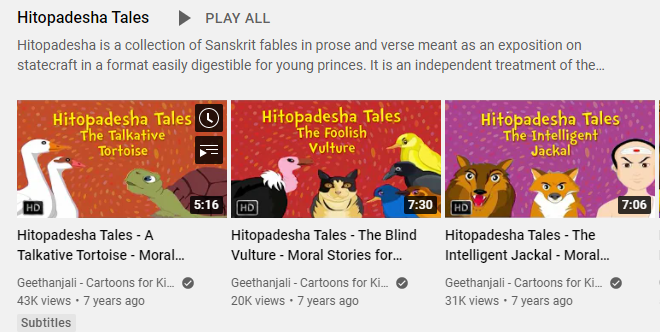 Hitopadesha Tales PLAY ALL
Hitopadesha is a collection of Sanskrit fables in prose and verse meant as an exposition on
statecraft in a format easily digestible for young princes. It is an independent treatment of the…
Hitopadesha Tales
The Talkative
Tortoise
HD
5:16
Hitopadesha Tales - A
Talkative Tortoise - Moral…
Geethanjali - Cartoons for Ki…
43K views • 7 years ago
Subtitles
Hitopadesha Tales
The Foolish
Vulture
HD
7:30
Hitopadesha Tales - The Blind
Vulture - Moral Stories for…
Geethanjali - Cartoons for Ki…
20K views • 7 years ago
Hitopadesha Tales
The Intelligent
Jackal
HD
7:06
Hitopadesha Tales - The
Intelligent Jackal - Moral…
Geethanjali - Cartoons for Ki…
31K views • 7 years ago